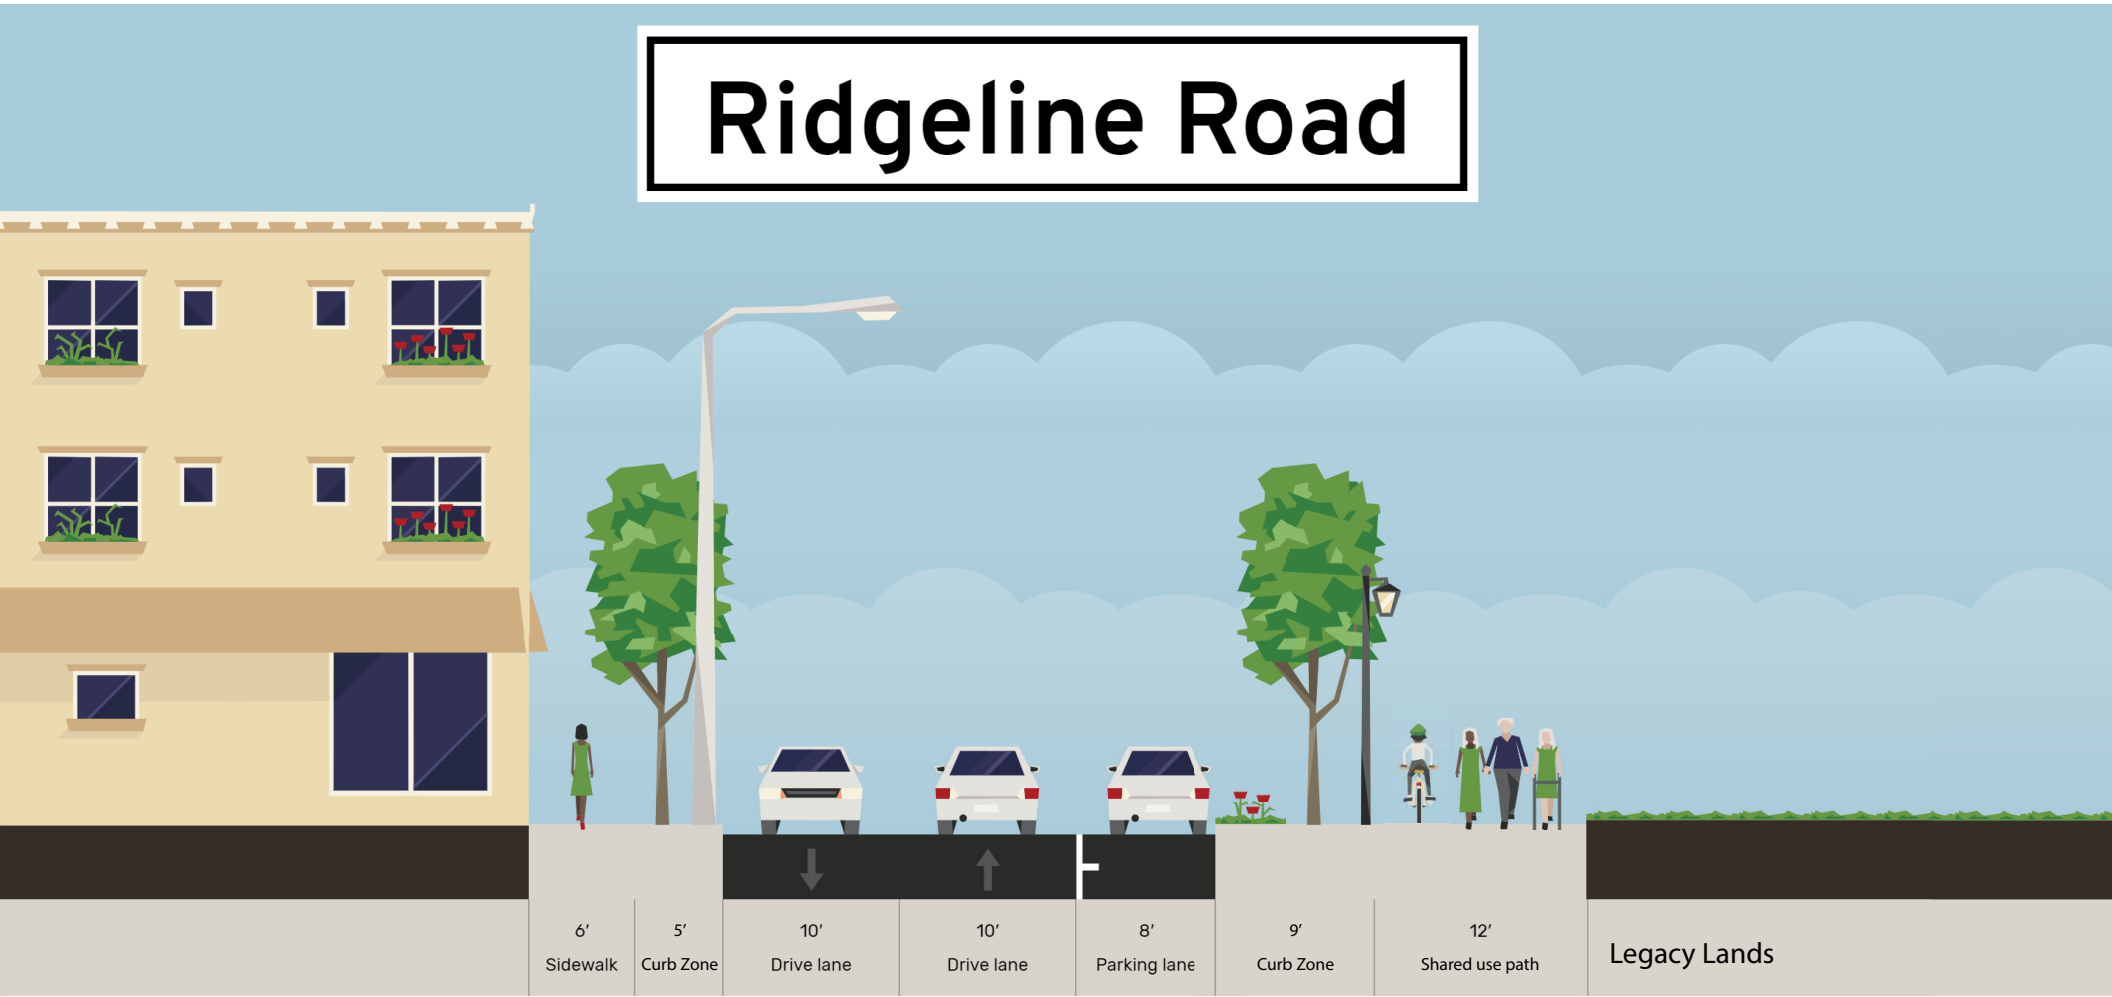 Ridgeline Road
6′
Sidewalk
5′
Curb Zone
10′
Drive lane
10′
Drive lane
8′
Parking lane
9′
Curb Zone
12′
Shared use path
Legacy Lands